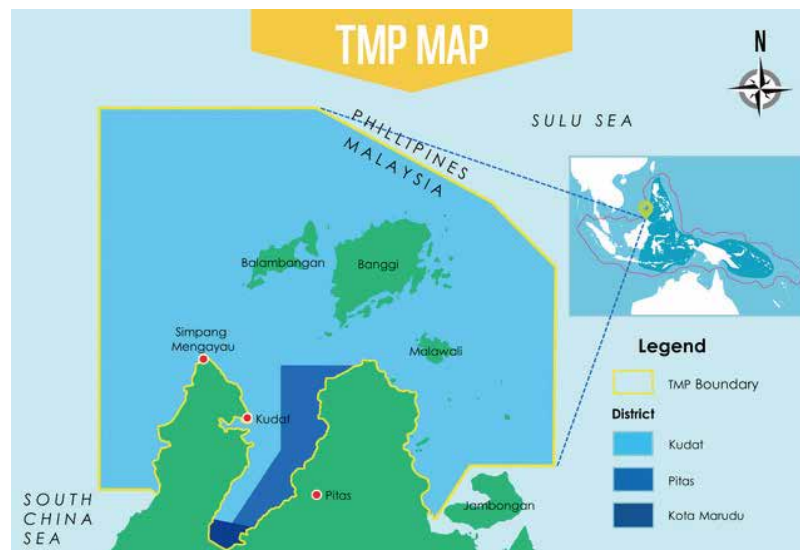 TMP MAP
N
SULU SEA
PHILLIPINES
MALAYSIA
Balambangan
Banggi
Simpang
Mengayau
Malawali
Kudat
Pitas
Jambongan
SOUTH
CHINA
SEA
Legend
TMP Boundary
District
Kudat
Pitas
Kota Marudu